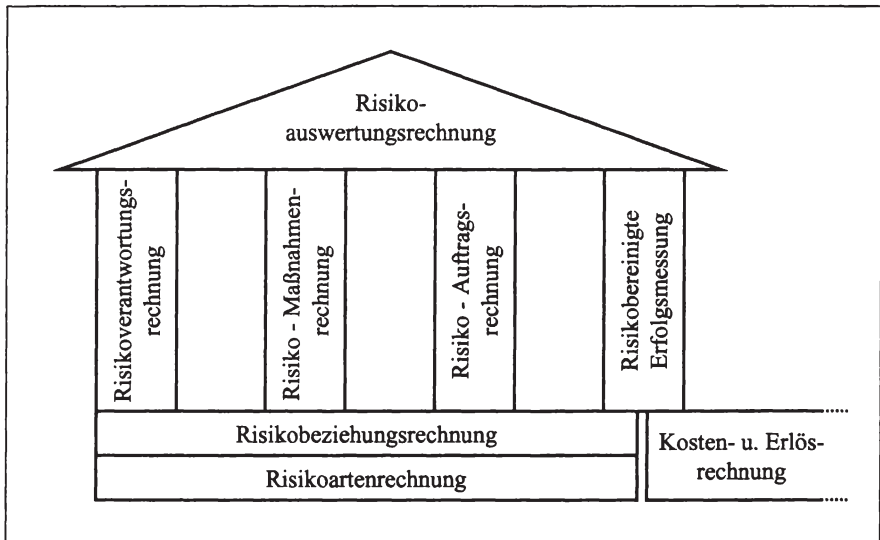 Risiko-
auswertungsrechnung
Risikoverantwortungs-
rechnung
Risiko - Maßnahmen-
rechnung
Risiko - Auftrags-
rechnung
Risikobereinigte
Erfolgsmessung
Risikobeziehungsrechnung
Risikoartenrechnung
Kosten- u. Erlös-
rechnung